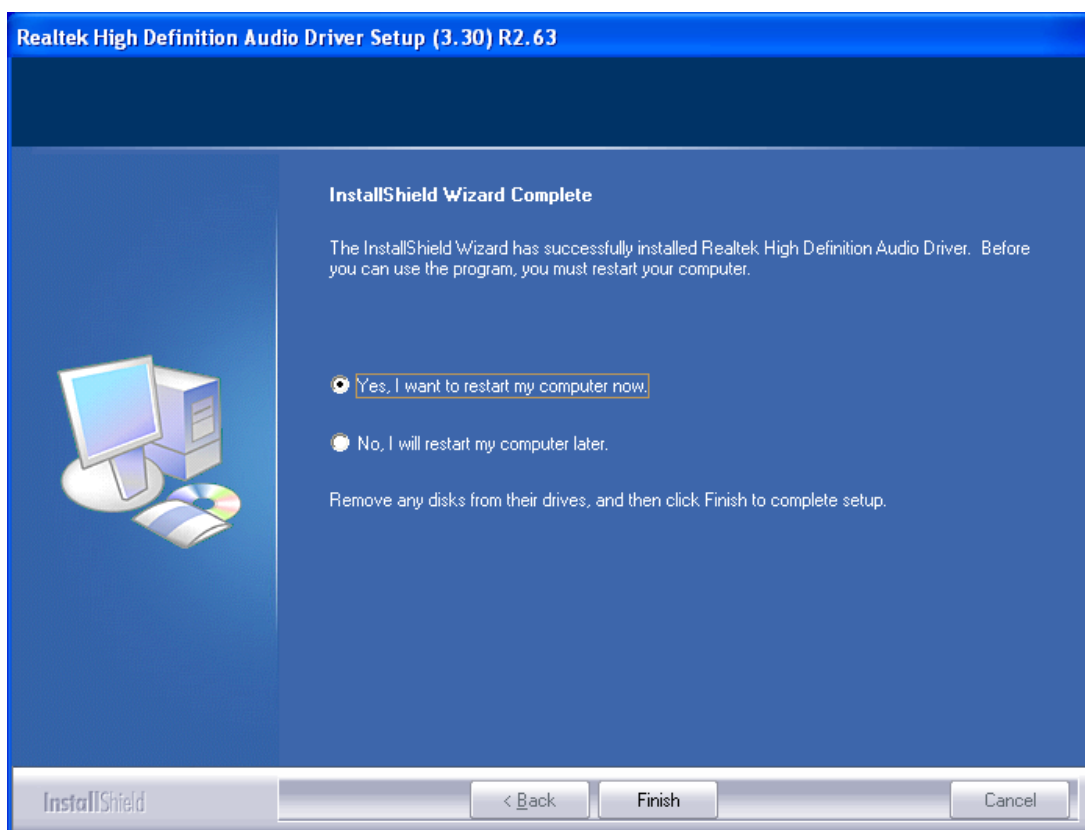 Realtek High Definition Audio Driver Setup (3.30) R2.63
InstallShield Wizard Complete
The InstallShield Wizard has successfully installed Realtek High Definition Audio Driver.  Before
you can use the program, you must restart your computer.
Yes, I want to restart my computer now.
No, I will restart my computer later.
Remove any disks from their drives, and then click Finish to complete setup.
InstallShield
< Back
Finish
Cancel